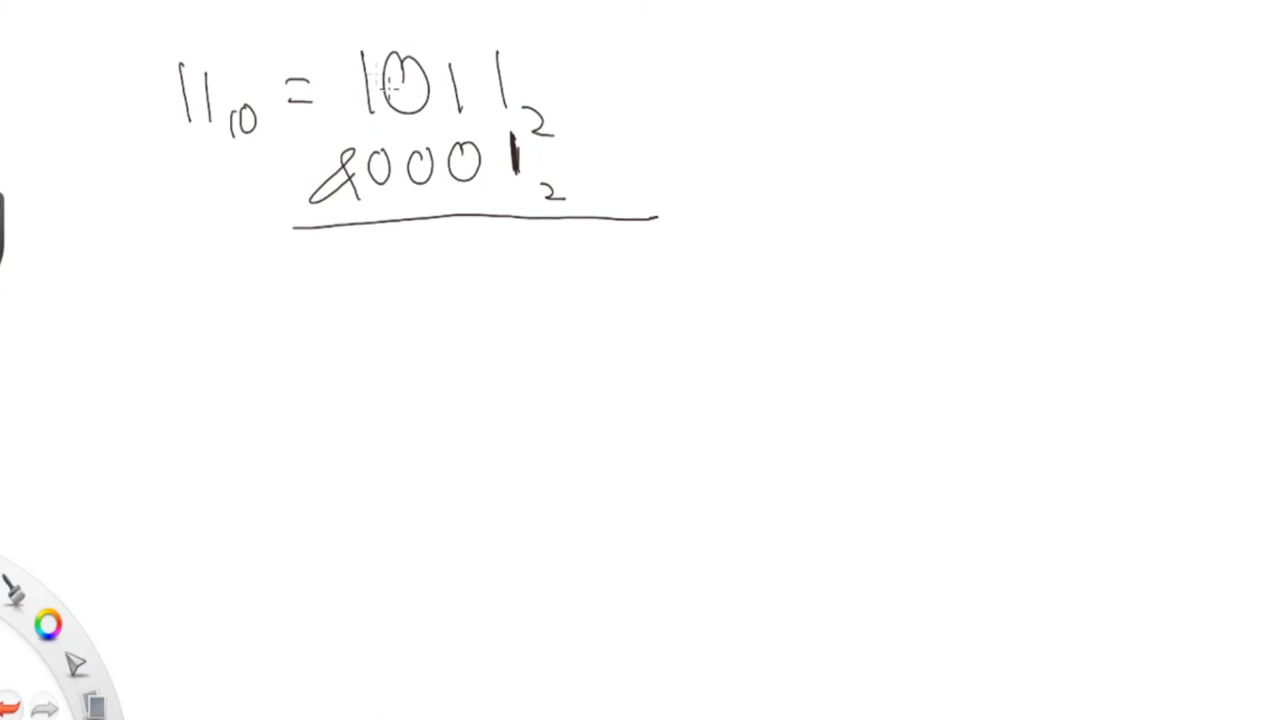 11₁₀ = 1011₂
& 0001₂